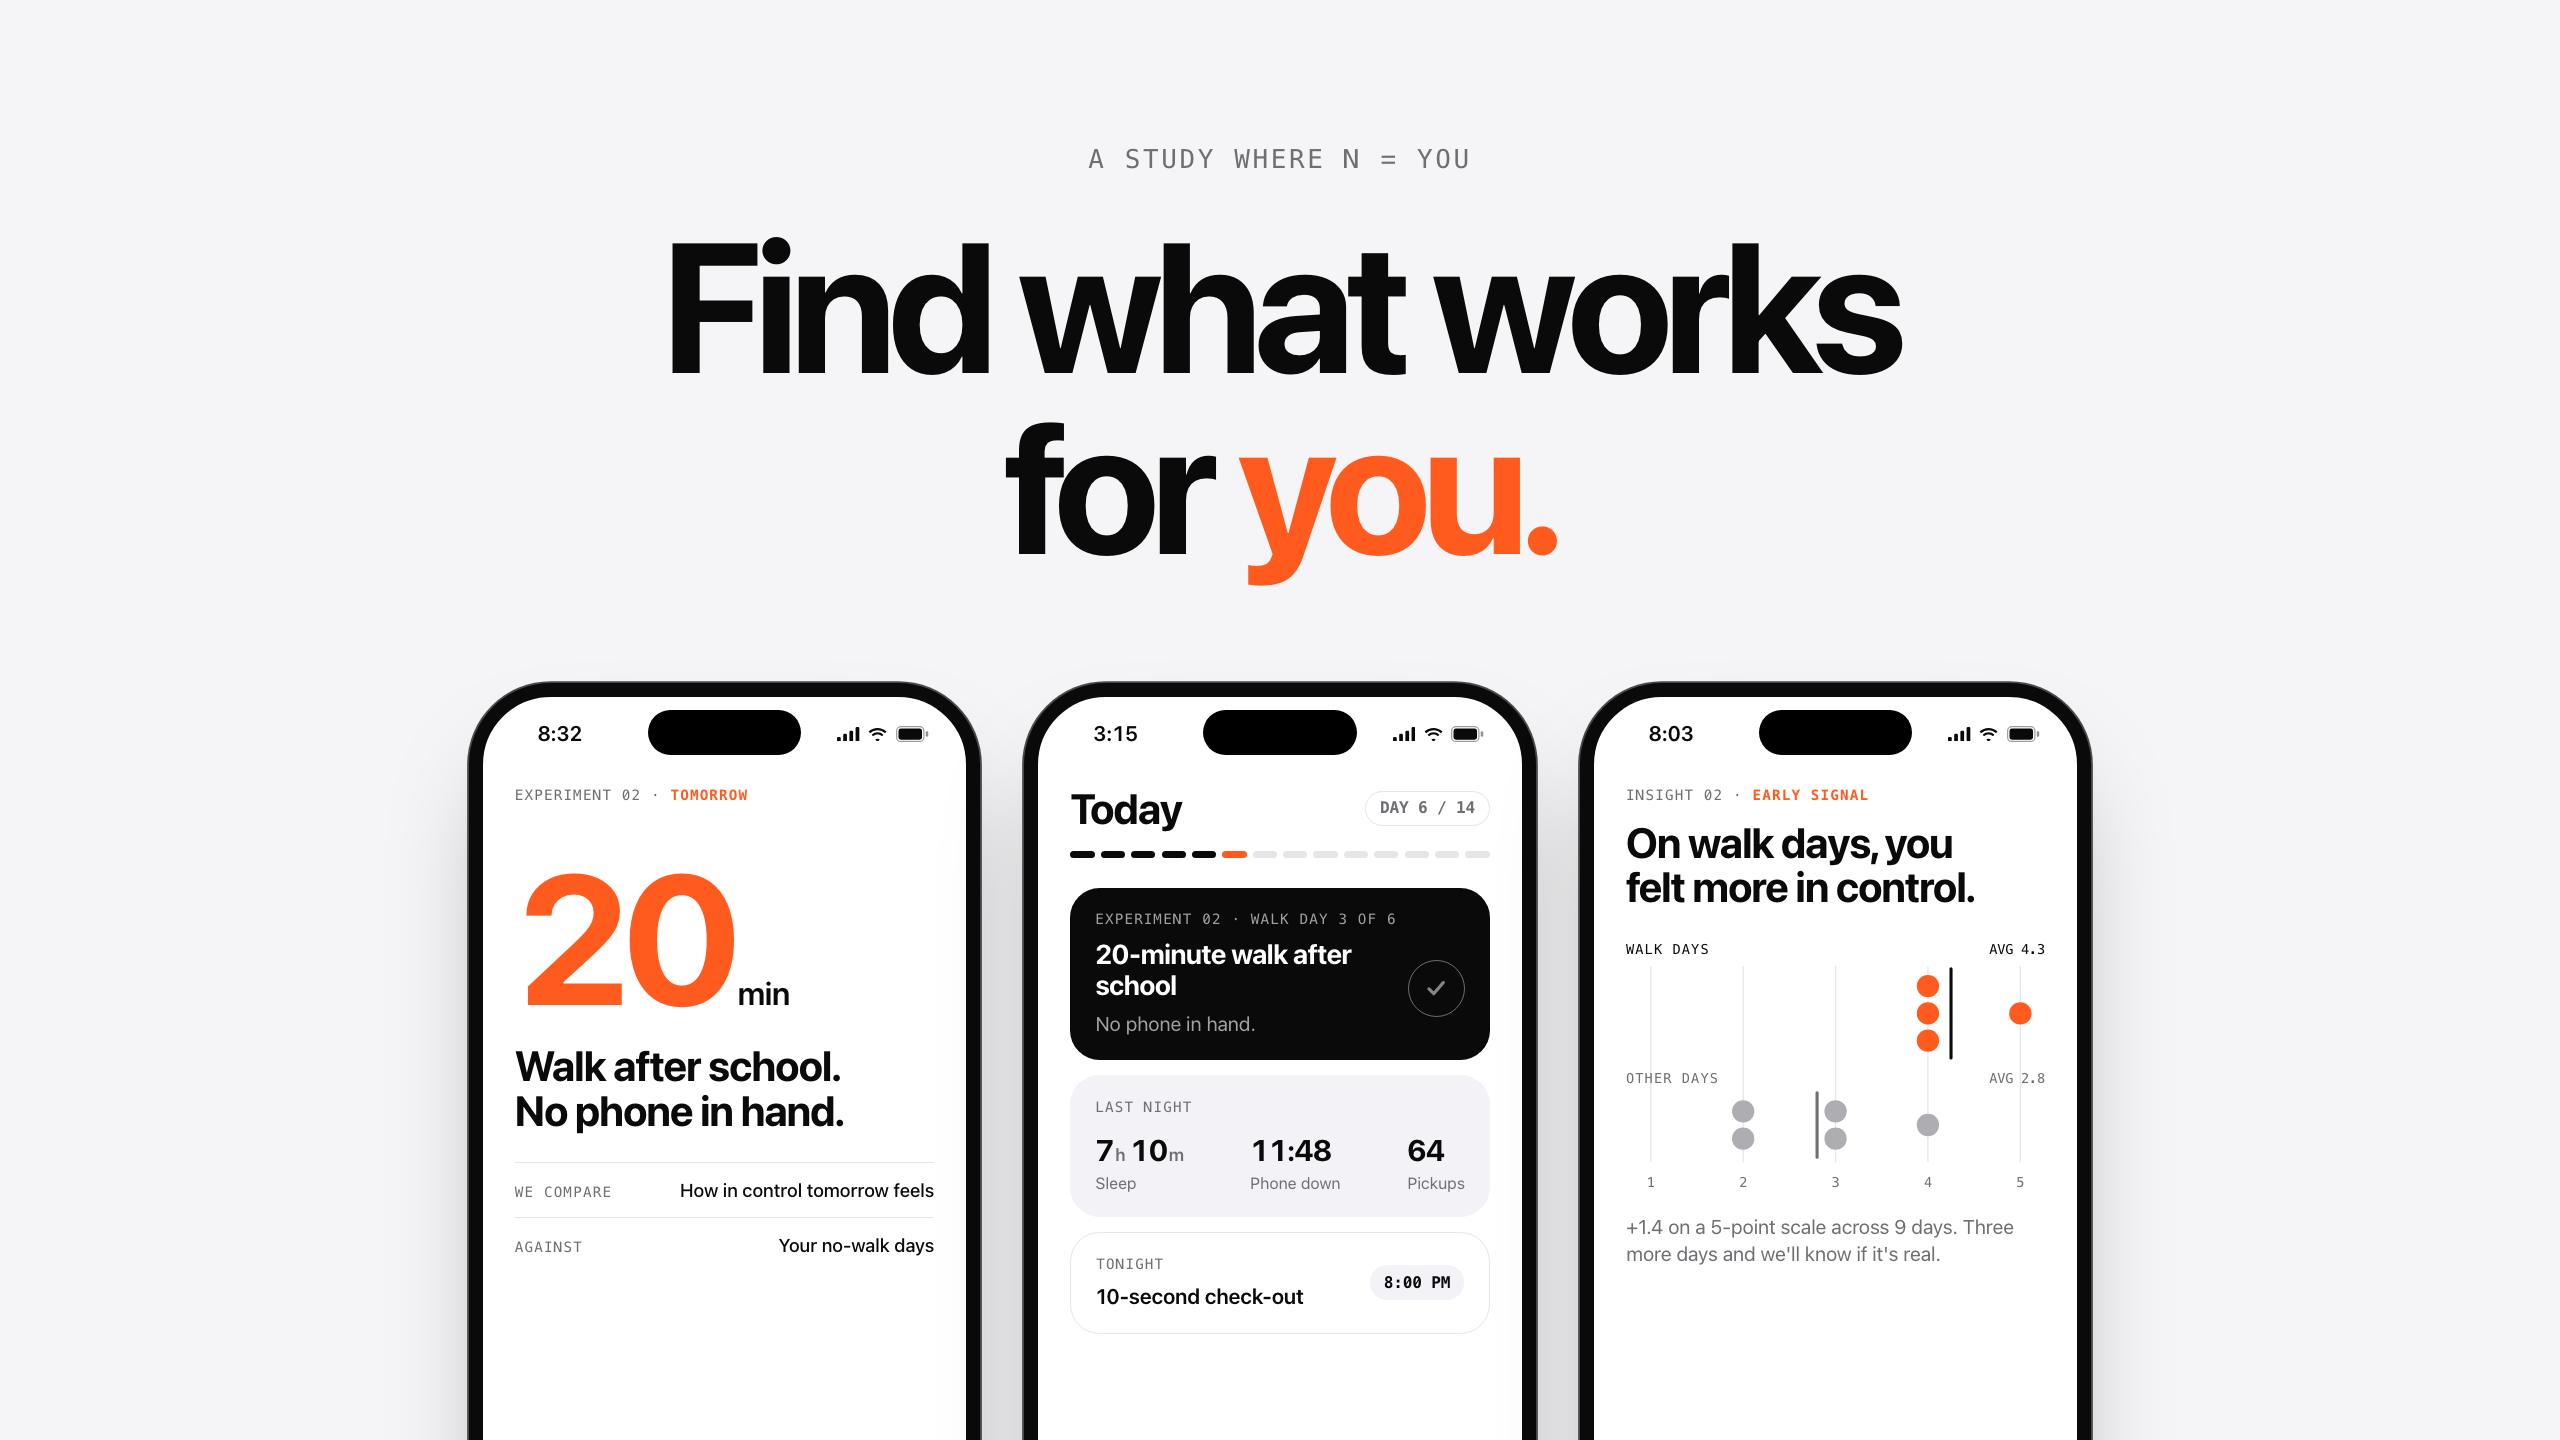 A STUDY WHERE N = YOU
Find what works
for you.
8:32
EXPERIMENT 02 · TOMORROW
20 min
Walk after school.
No phone in hand.
WE COMPARE How in control tomorrow feels
AGAINST Your no-walk days
3:15
Today
DAY 6 / 14
EXPERIMENT 02 · WALK DAY 3 OF 6
20-minute walk after
school
No phone in hand.
LAST NIGHT
7h 10m 11:48 64
Sleep Phone down Pickups
TONIGHT
10-second check-out
8:00 PM
8:03
INSIGHT 02 · EARLY SIGNAL
On walk days, you
felt more in control.
WALK DAYS AVG 4.3
OTHER DAYS AVG 2.8
1 2 3 4 5
+1.4 on a 5-point scale across 9 days. Three
more days and we'll know if it's real.